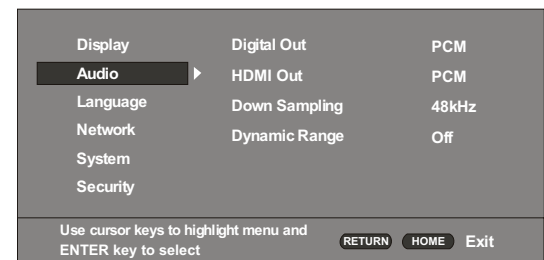 Display
Audio
Language
Network
System
Security
Digital Out PCM
HDMI Out PCM
Down Sampling 48kHz
Dynamic Range Off
Use cursor keys to highlight menu and
ENTER key to select
RETURN HOME Exit